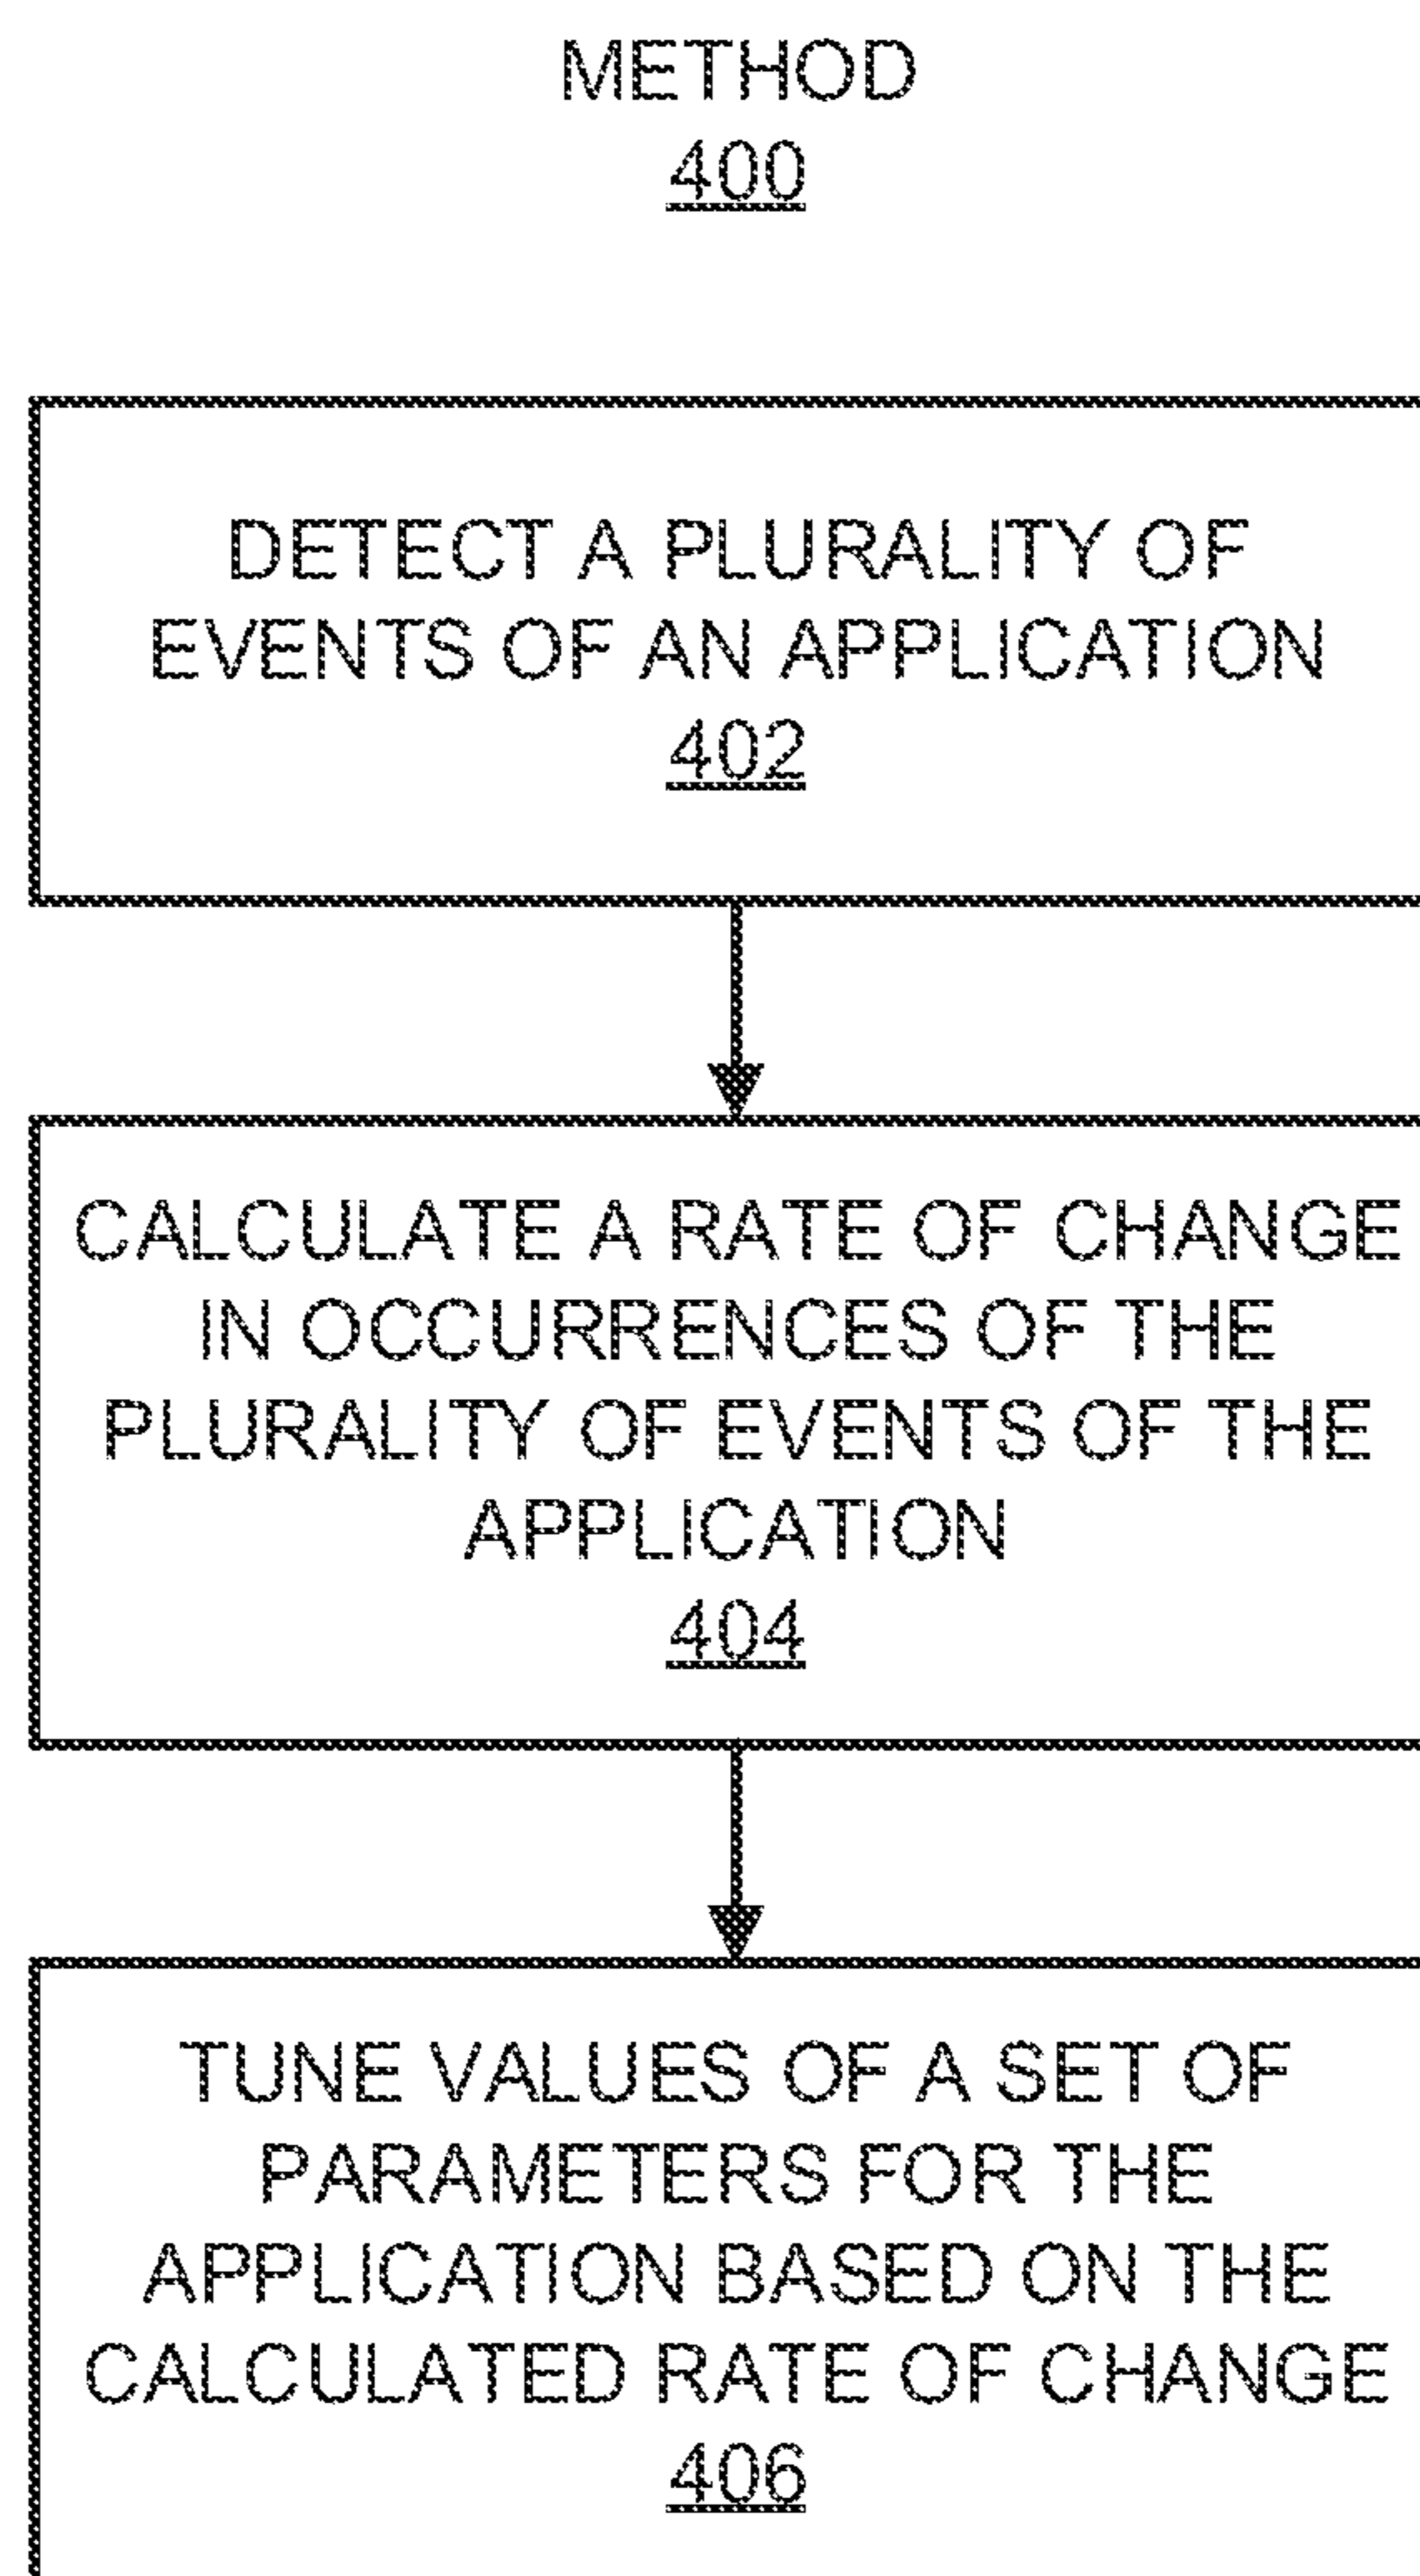 METHOD
400
DETECT A PLURALITY OF
EVENTS OF AN APPLICATION
402
CALCULATE A RATE OF CHANGE
IN OCCURRENCES OF THE
PLURALITY OF EVENTS OF THE
APPLICATION
404
TUNE VALUES OF A SET OF
PARAMETERS FOR THE
APPLICATION BASED ON THE
CALCULATED RATE OF CHANGE
406